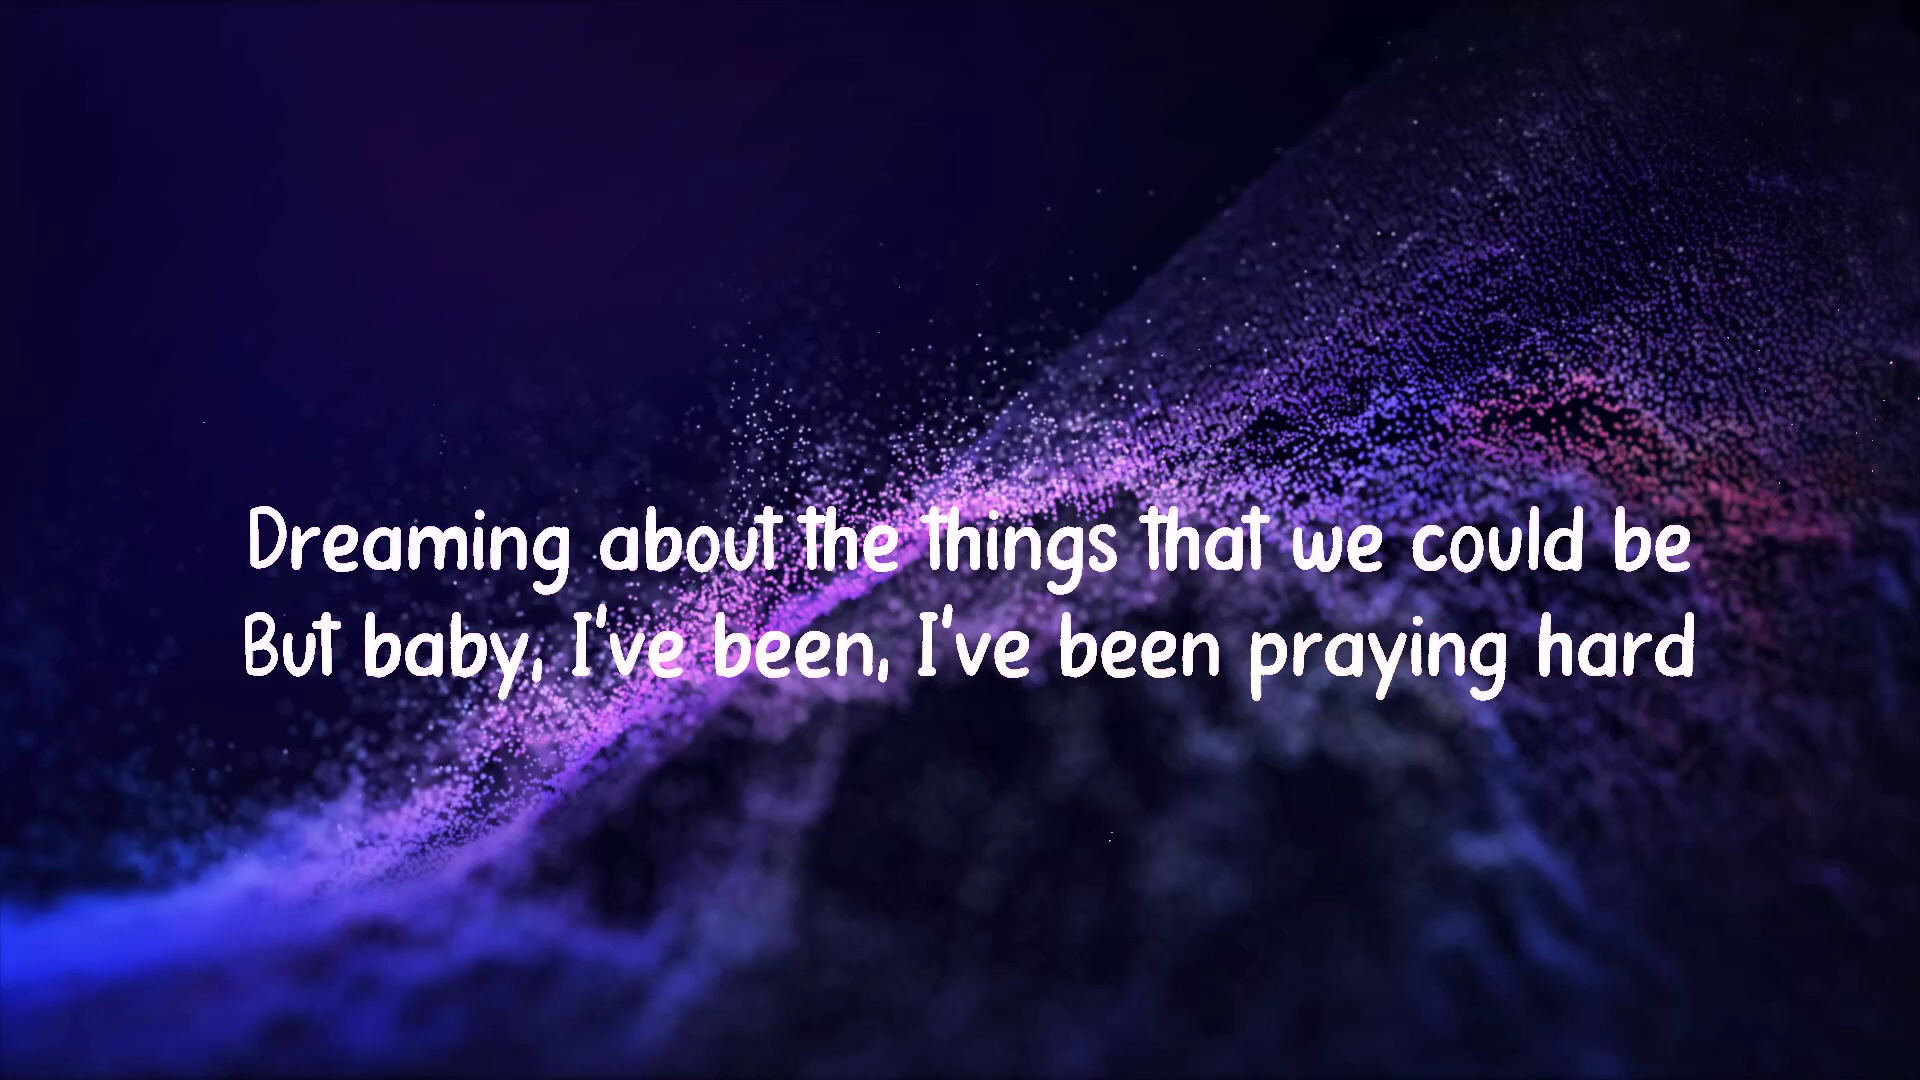 Dreaming about the things that we could be
But baby, I've been, I've been praying hard